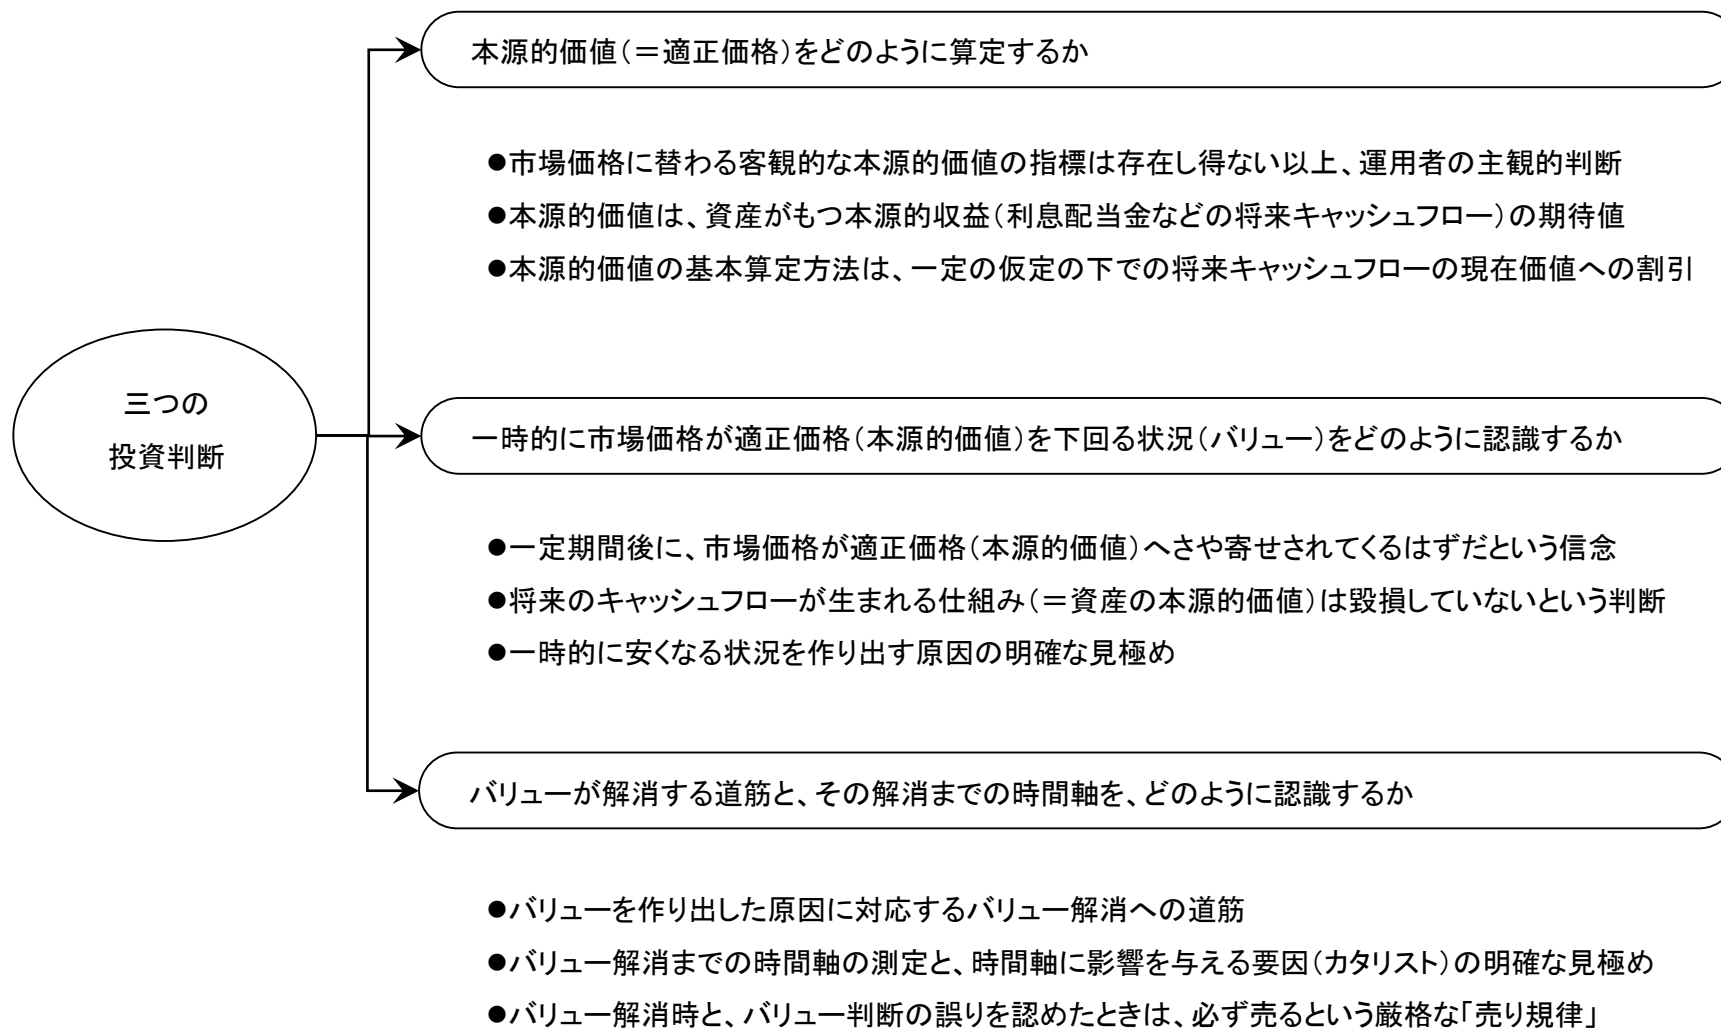 本源的価値(＝適正価格)をどのように算定するか
●市場価格に替わる客観的な本源的価値の指標は存在し得ない以上、運用者の主観的判断
●本源的価値は、資産がもつ本源的収益(利息配当金などの将来キャッシュフロー)の期待値
●本源的価値の基本算定方法は、一定の仮定の下での将来キャッシュフローの現在価値への割引
三つの
投資判断
一時的に市場価格が適正価格(本源的価値)を下回る状況(バリュー)をどのように認識するか
●一定期間後に、市場価格が適正価格(本源的価値)へさや寄せされてくるはずだという信念
●将来のキャッシュフローが生まれる仕組み(＝資産の本源的価値)は毀損していないという判断
●一時的に安くなる状況を作り出す原因の明確な見極め
バリューが解消する道筋と、その解消までの時間軸を、どのように認識するか
●バリューを作り出した原因に対応するバリュー解消への道筋
●バリュー解消までの時間軸の測定と、時間軸に影響を与える要因(カタリスト)の明確な見極め
●バリュー解消時と、バリュー判断の誤りを認めたときは、必ず売るという厳格な「売り規律」